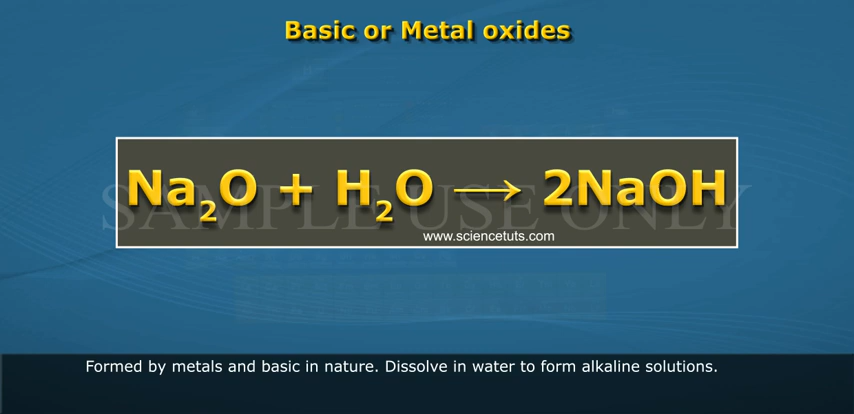 Basic or Metal oxides
Na₂O + H₂O ⟶ 2NaOH
SAMPLE USE ONLY
www.sciencetuts.com
Formed by metals and basic in nature. Dissolve in water to form alkaline solutions.